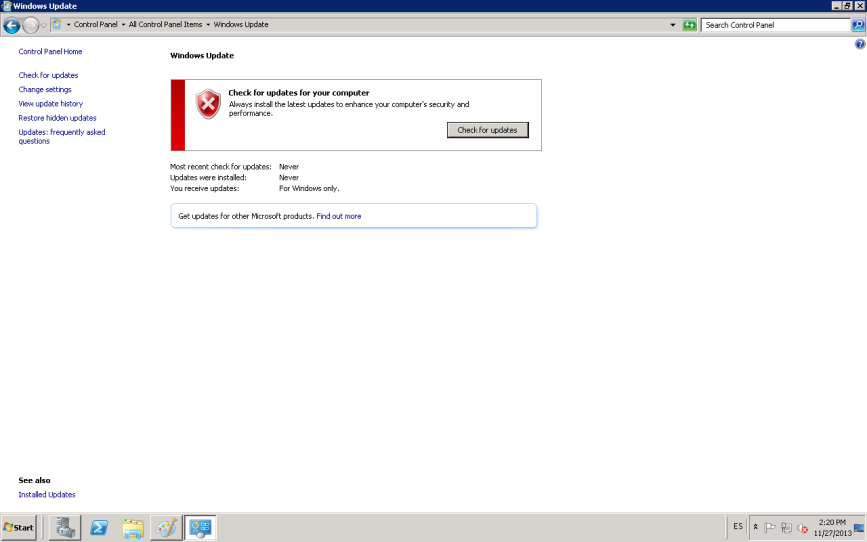 Windows Update
Control Panel All Control Panel Items Windows Update
Search Control Panel
Control Panel Home
Check for updates
Change settings
View update history
Restore hidden updates
Updates: frequently asked
questions
Windows Update
Check for updates for your computer
Always install the latest updates to enhance your computer's security and
performance.
Check for updates
Most recent check for updates: Never
Updates were installed: Never
You receive updates: For Windows only.
Get updates for other Microsoft products. Find out more
See also
Installed Updates
Start
ES
2:20 PM
11/27/2013